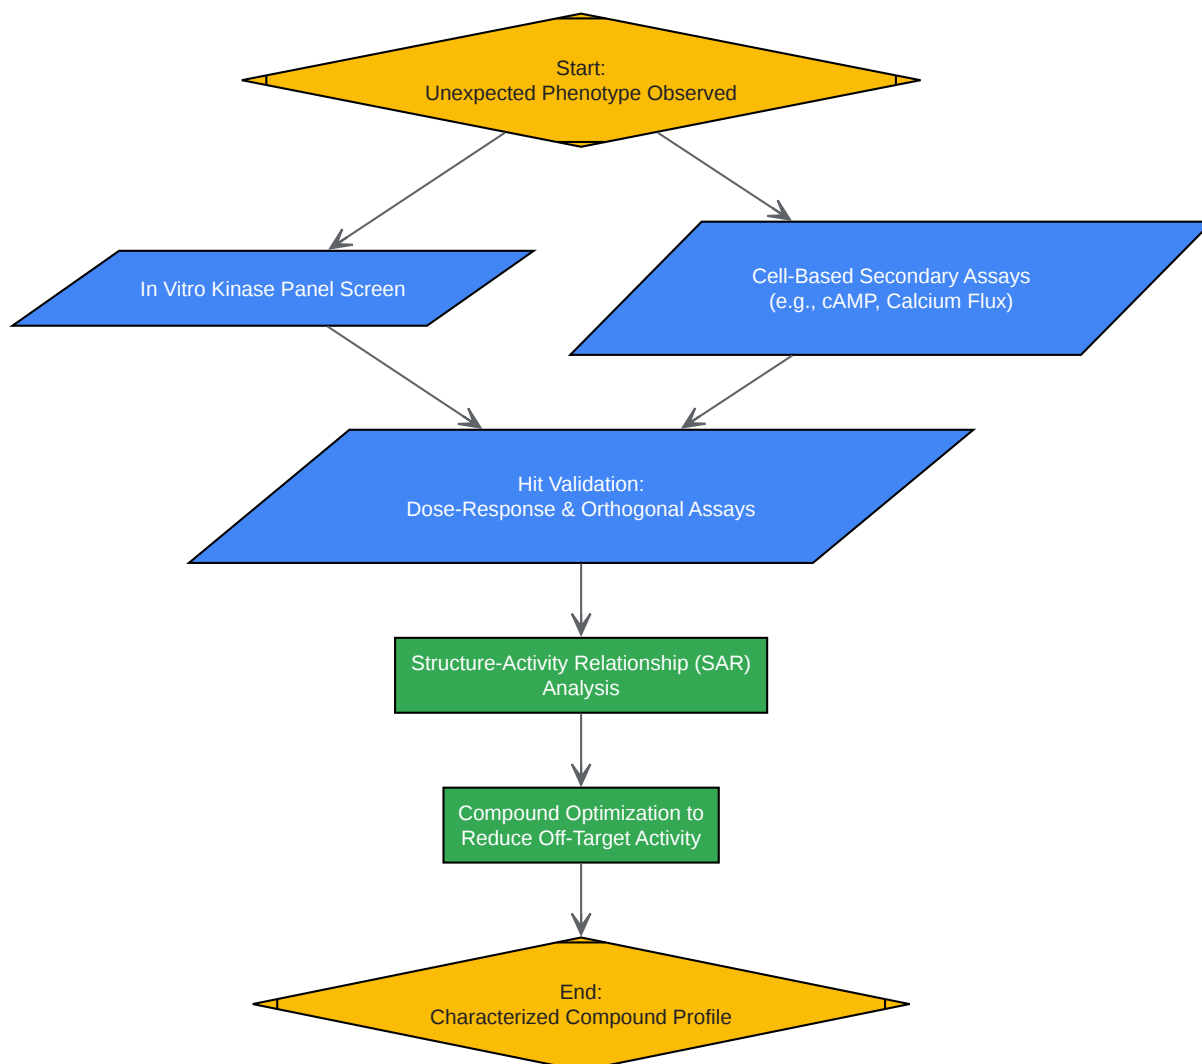 Start:
Unexpected Phenotype Observed
In Vitro Kinase Panel Screen
Cell-Based Secondary Assays
(e.g., cAMP, Calcium Flux)
Hit Validation:
Dose-Response & Orthogonal Assays
Structure-Activity Relationship (SAR)
Analysis
Compound Optimization to
Reduce Off-Target Activity
End:
Characterized Compound Profile